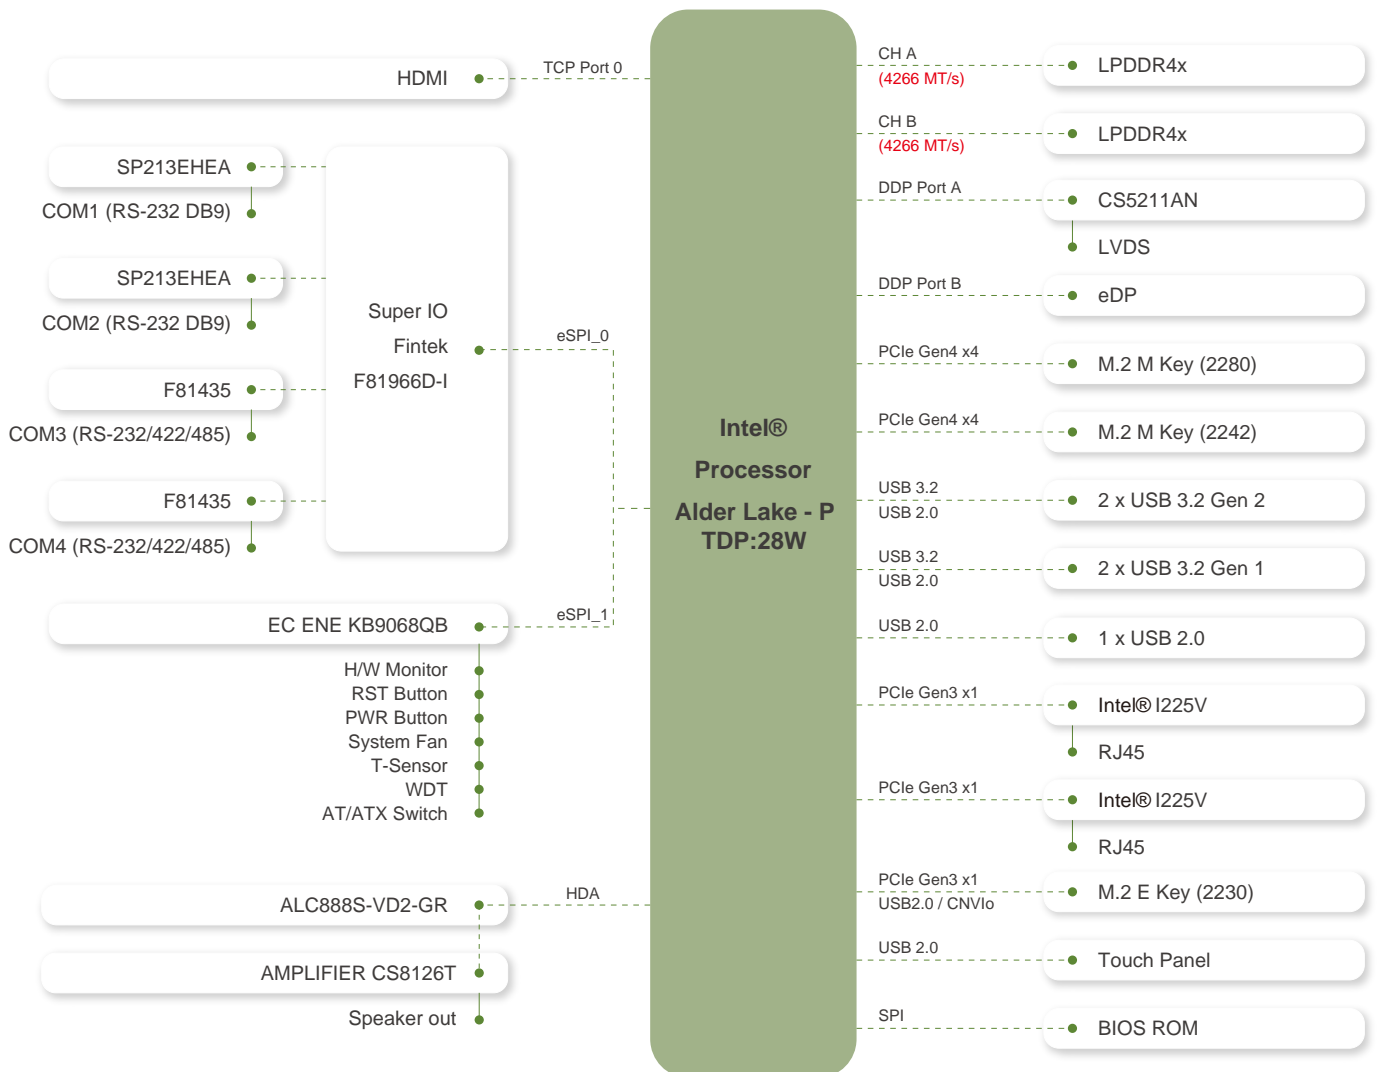 TCP Port 0
HDMI
SP213EHEA
COM1 (RS-232 DB9)
SP213EHEA
COM2 (RS-232 DB9)
F81435
COM3 (RS-232/422/485)
F81435
COM4 (RS-232/422/485)
Super IO
Fintek
F81966D-I
eSPI_0
eSPI_1
EC ENE KB9068QB
H/W Monitor
RST Button
PWR Button
System Fan
T-Sensor
WDT
AT/ATX Switch
HDA
ALC888S-VD2-GR
AMPLIFIER CS8126T
Speaker out
Intel®
Processor
Alder Lake - P
TDP:28W
CH A
(4266 MT/s)
LPDDR4x
CH B
(4266 MT/s)
LPDDR4x
DDP Port A
CS5211AN
LVDS
DDP Port B
eDP
PCIe Gen4 x4
M.2 M Key (2280)
PCIe Gen4 x4
M.2 M Key (2242)
USB 3.2
USB 2.0
2 x USB 3.2 Gen 2
USB 3.2
USB 2.0
2 x USB 3.2 Gen 1
USB 2.0
1 x USB 2.0
PCIe Gen3 x1
Intel® I225V
RJ45
PCIe Gen3 x1
Intel® I225V
RJ45
PCIe Gen3 x1
USB2.0 / CNVIo
M.2 E Key (2230)
USB 2.0
Touch Panel
SPI
BIOS ROM